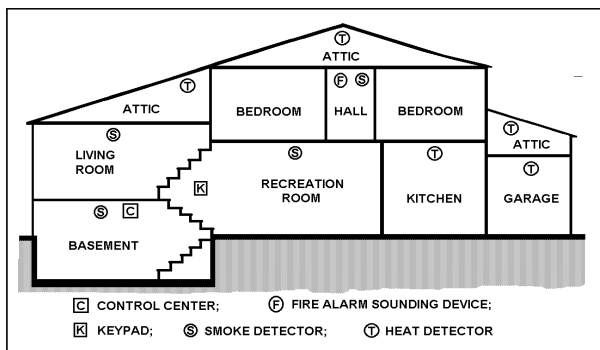 T
ATTIC
T
ATTIC
F S
BEDROOM
HALL
BEDROOM
T
ATTIC
S
LIVING
ROOM
S
RECREATION
ROOM
T
KITCHEN
T
GARAGE
K
S C
BASEMENT
C CONTROL CENTER; F FIRE ALARM SOUNDING DEVICE;
K KEYPAD; S SMOKE DETECTOR; T HEAT DETECTOR